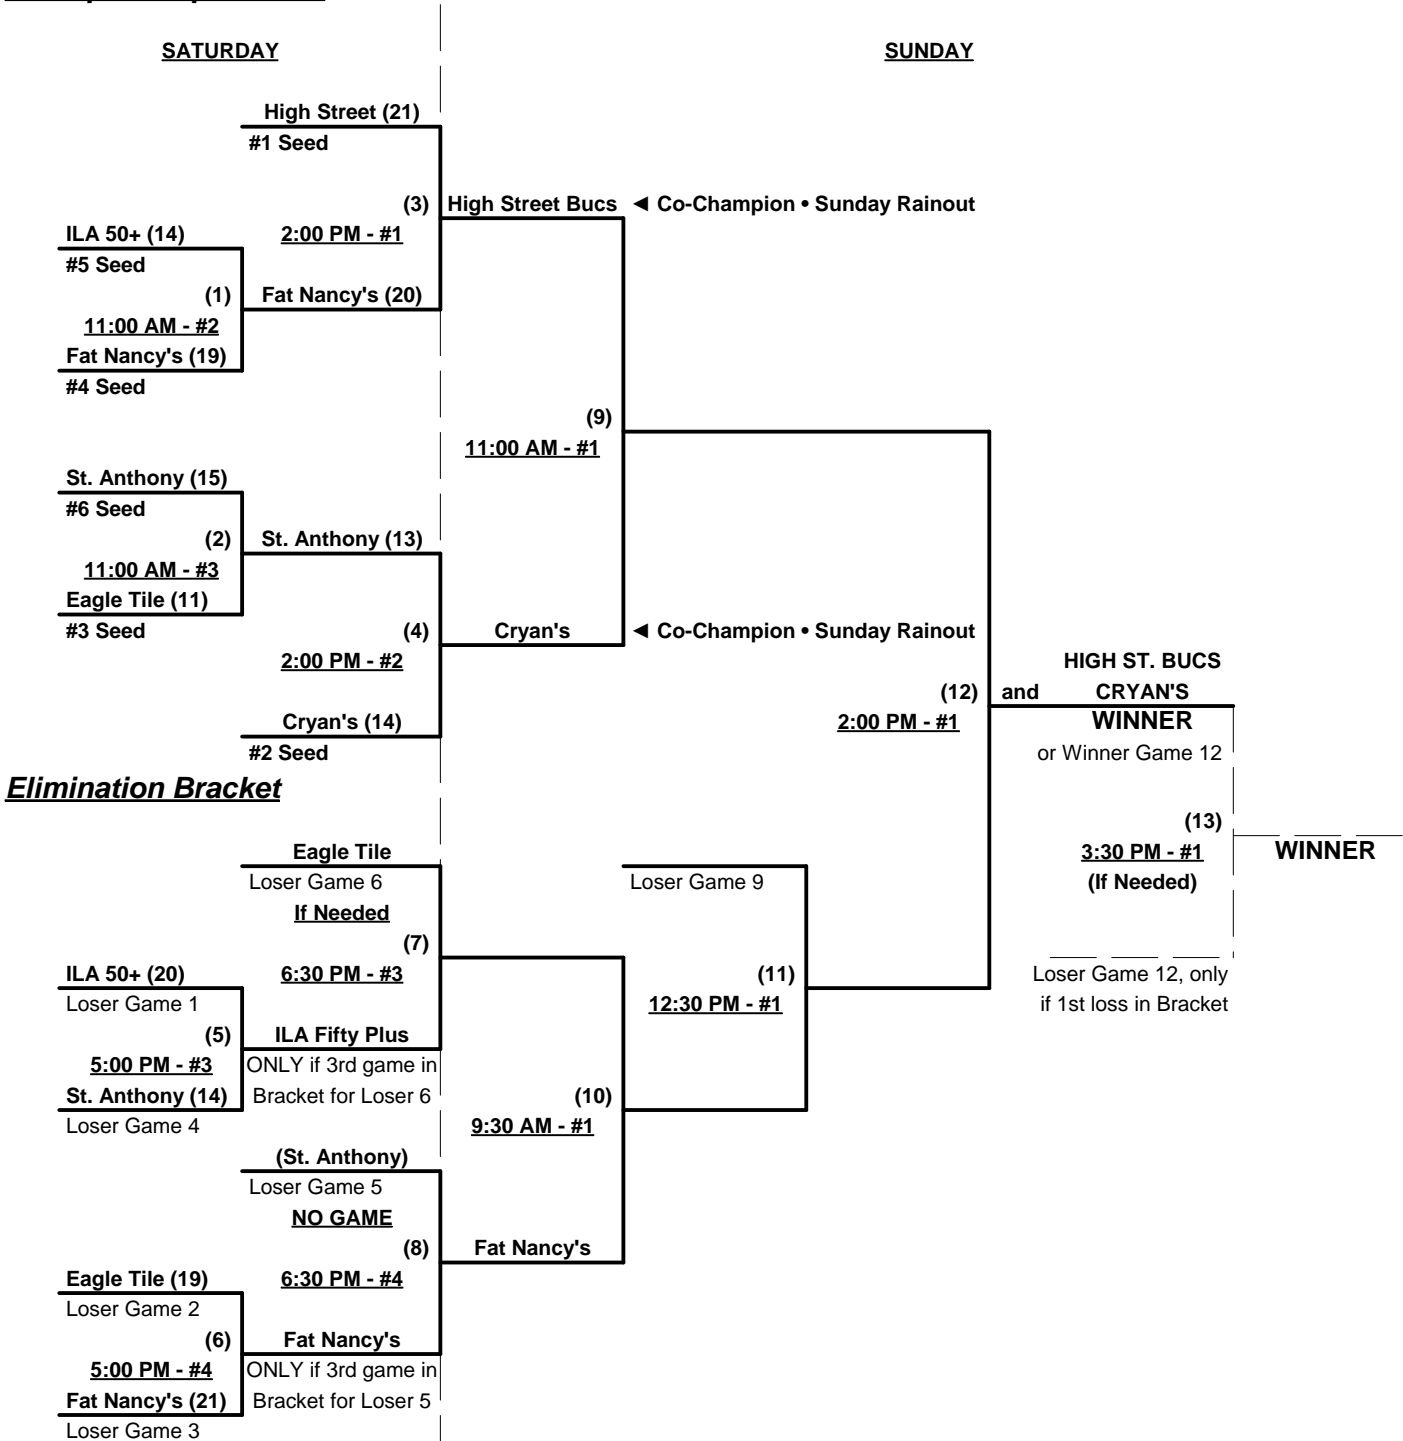 SATURDAY
SUNDAY
High Street (21)
#1 Seed
(3)
High Street Bucs
◄ Co-Champion • Sunday Rainout
2:00 PM - #1
ILA 50+ (14)
#5 Seed
(1)
Fat Nancy's (20)
11:00 AM - #2
Fat Nancy's (19)
#4 Seed
(9)
11:00 AM - #1
St. Anthony (15)
#6 Seed
(2)
St. Anthony (13)
11:00 AM - #3
Eagle Tile (11)
#3 Seed
(4)
Cryan's
◄ Co-Champion • Sunday Rainout
2:00 PM - #2
Cryan's (14)
#2 Seed
HIGH ST. BUCS
(12)
and
CRYAN'S
2:00 PM - #1
WINNER
or Winner Game 12
Elimination Bracket
(13)
3:30 PM - #1
(If Needed)
WINNER
Eagle Tile
Loser Game 6
If Needed
Loser Game 9
(7)
6:30 PM - #3
ILA 50+ (20)
Loser Game 1
(11)
12:30 PM - #1
Loser Game 12, only
if 1st loss in Bracket
(5)
ILA Fifty Plus
5:00 PM - #3
ONLY if 3rd game in
St. Anthony (14)
Bracket for Loser 6
Loser Game 4
(10)
9:30 AM - #1
(St. Anthony)
Loser Game 5
NO GAME
(8)
Fat Nancy's
6:30 PM - #4
Eagle Tile (19)
Loser Game 2
(6)
Fat Nancy's
5:00 PM - #4
ONLY if 3rd game in
Fat Nancy's (21)
Bracket for Loser 5
Loser Game 3